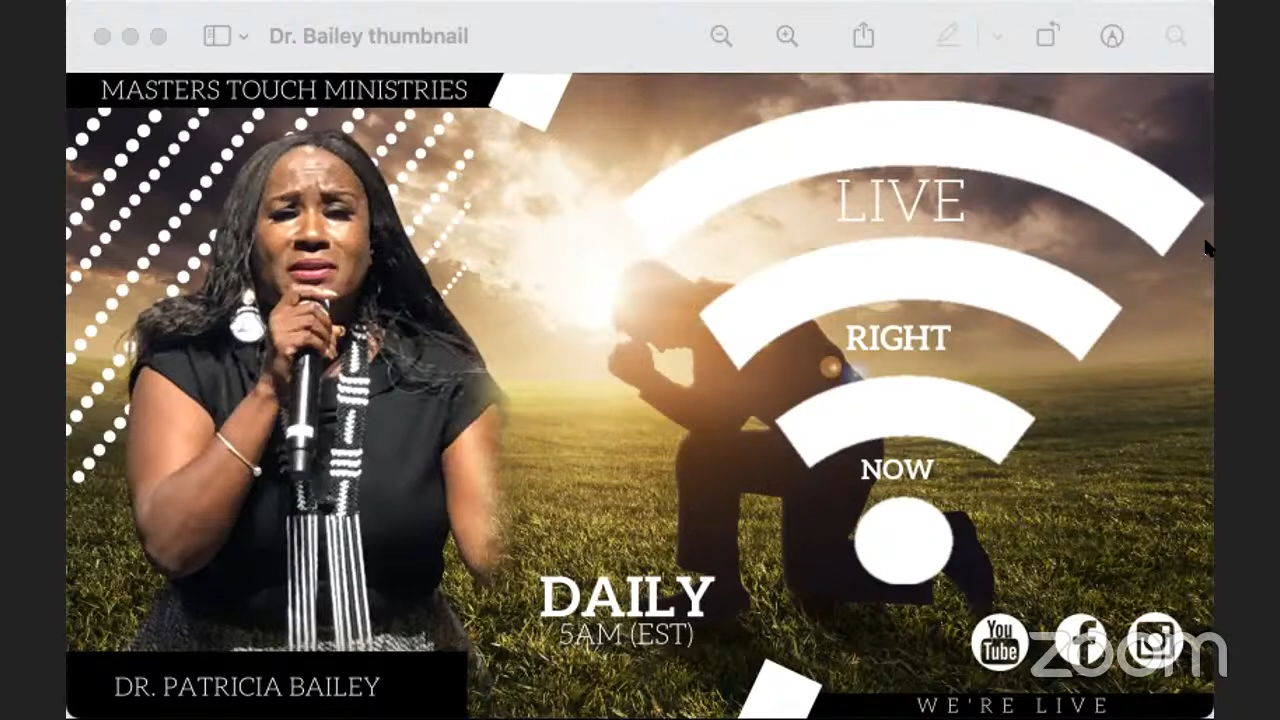 Dr. Bailey thumbnail
MASTERS TOUCH MINISTRIES
LIVE
RIGHT
NOW
DAILY
5AM (EST)
You
Tube
zoom
DR. PATRICIA BAILEY
WE'RE LIVE